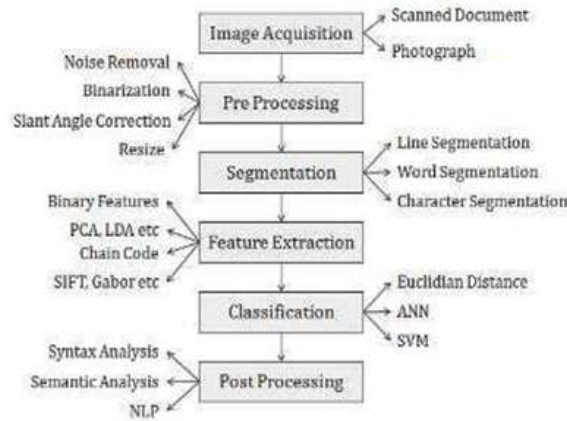 Image Acquisition
Scanned Document
Photograph
Noise Removal
Binarization
Slant Angle Correction
Resize
Pre Processing
Segmentation
Line Segmentation
Word Segmentation
Character Segmentation
Binary Features
PCA, LDA etc
Chain Code
SIFT, Gabor etc
Feature Extraction
Classification
Euclidian Distance
ANN
SVM
Syntax Analysis
Semantic Analysis
NLP
Post Processing